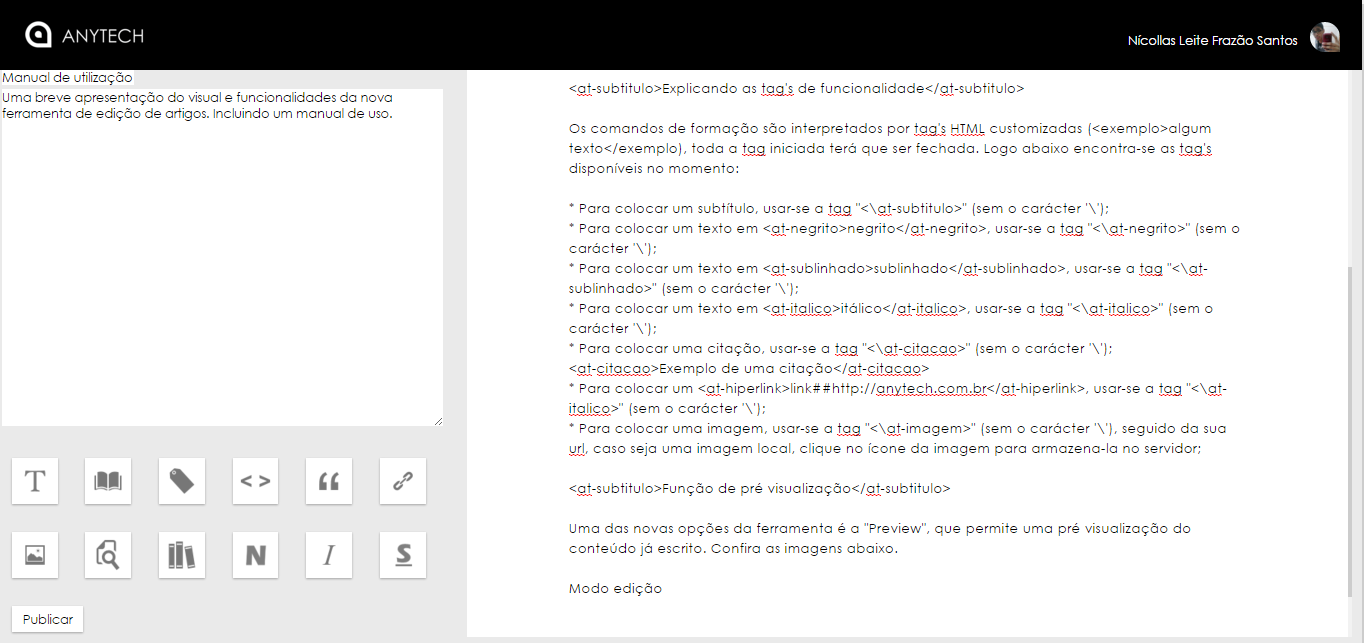 ANYTECH
Nícollas Leite Frazão Santos
Manual de utilização
Uma breve apresentação do visual e funcionalidades da nova
ferramenta de edição de artigos. Incluindo um manual de uso.
T
< >
“
N
I
S
Publicar
<at-subtitulo>Explicando as tag's de funcionalidade</at-subtitulo>
Os comandos de formação são interpretados por tag's HTML customizadas (<exemplo>algum
texto</exemplo), toda a tag iniciada terá que ser fechada. Logo abaixo encontra-se as tag's
disponíveis no momento:
* Para colocar um subtítulo, usar-se a tag "<\at-subtitulo>" (sem o carácter '\');
* Para colocar um texto em <at-negrito>negrito</at-negrito>, usar-se a tag "<\at-negrito>" (sem o
carácter '\');
* Para colocar um texto em <at-sublinhado>sublinhado</at-sublinhado>, usar-se a tag "<\at-
sublinhado>" (sem o carácter '\');
* Para colocar um texto em <at-italico>itálico</at-italico>, usar-se a tag "<\at-italico>" (sem o
carácter '\');
* Para colocar uma citação, usar-se a tag "<\at-citacao>" (sem o carácter '\');
<at-citacao>Exemplo de uma citação</at-citacao>
* Para colocar um <at-hiperlink>link##http://anytech.com.br</at-hiperlink>, usar-se a tag "<\at-
italico>" (sem o carácter '\');
* Para colocar uma imagem, usar-se a tag "<\at-imagem>" (sem o carácter '\'), seguido da sua
url, caso seja uma imagem local, clique no ícone da imagem para armazena-la no servidor;
<at-subtitulo>Função de pré visualização</at-subtitulo>
Uma das novas opções da ferramenta é a "Preview", que permite uma pré visualização do
conteúdo já escrito. Confira as imagens abaixo.
Modo edição